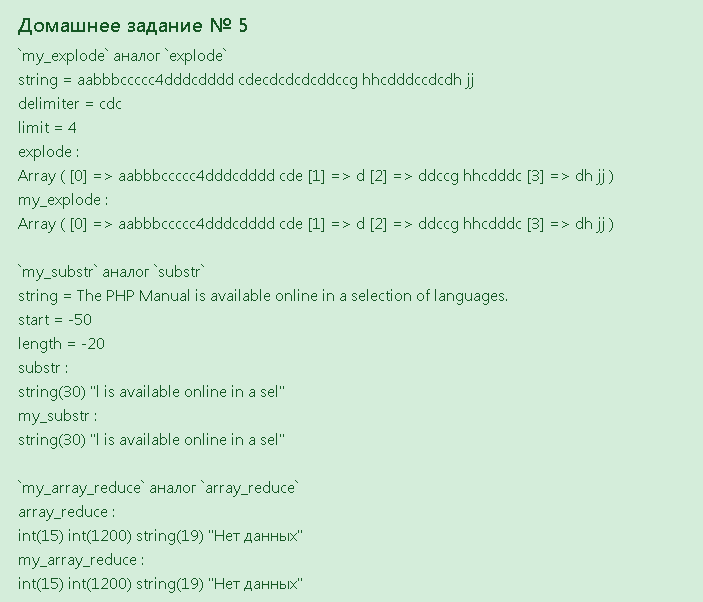 Домашнее задание № 5
`my_explode` аналог `explode`
string = aabbbccccc4dddcdddd cdecdcdcdcddccg hhcdddccdcdh jj
delimiter = cdc
limit = 4
explode :
Array ( [0] => aabbbccccc4dddcdddd cde [1] => d [2] => ddccg hhcdddc [3] => dh jj )
my_explode :
Array ( [0] => aabbbccccc4dddcdddd cde [1] => d [2] => ddccg hhcdddc [3] => dh jj )
`my_substr` аналог `substr`
string = The PHP Manual is available online in a selection of languages.
start = -50
length = -20
substr :
string(30) "l is available online in a sel"
my_substr :
string(30) "l is available online in a sel"
`my_array_reduce` аналог `array_reduce`
array_reduce :
int(15) int(1200) string(19) "Нет данных"
my_array_reduce :
int(15) int(1200) string(19) "Нет данных"